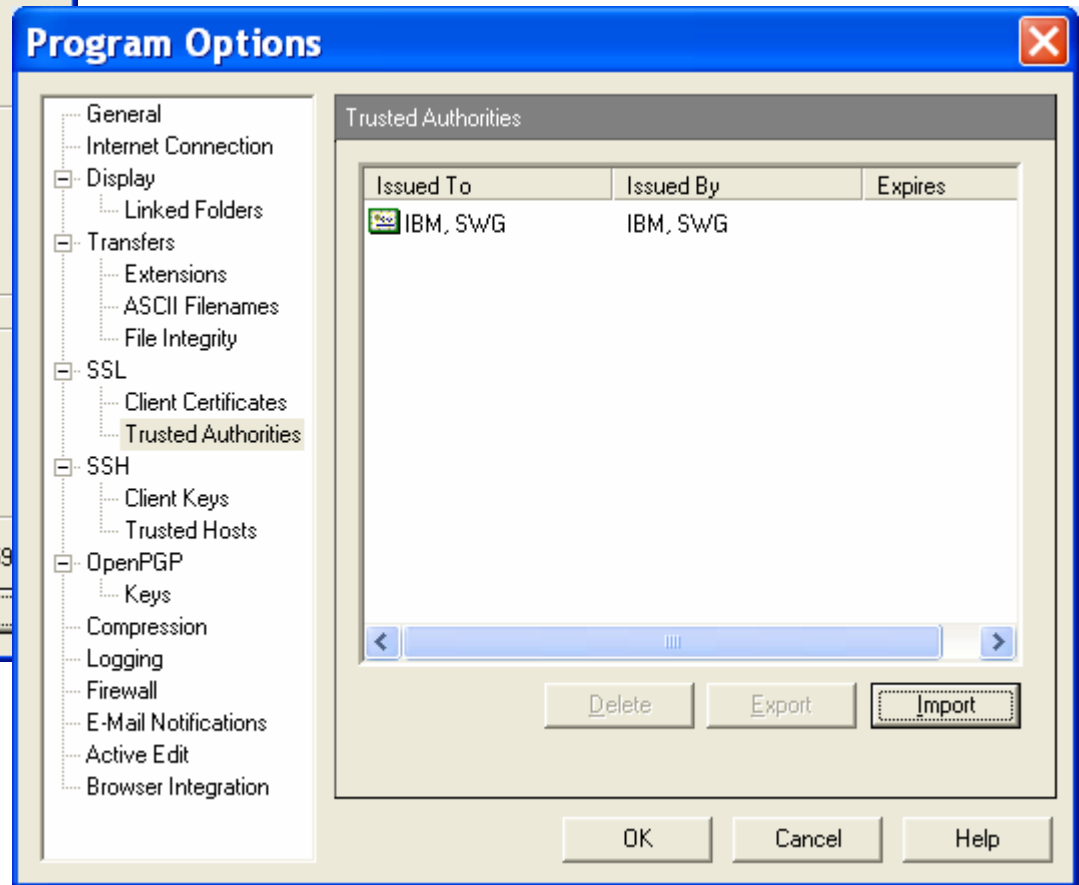 Program Options
General
Internet Connection
Display
Linked Folders
Transfers
Extensions
ASCII Filenames
File Integrity
SSL
Client Certificates
Trusted Authorities
SSH
Client Keys
Trusted Hosts
OpenPGP
Keys
Compression
Logging
Firewall
E-Mail Notifications
Active Edit
Browser Integration
Trusted Authorities
Issued To Issued By Expires
IBM, SWG IBM, SWG
Delete Export Import
OK Cancel Help